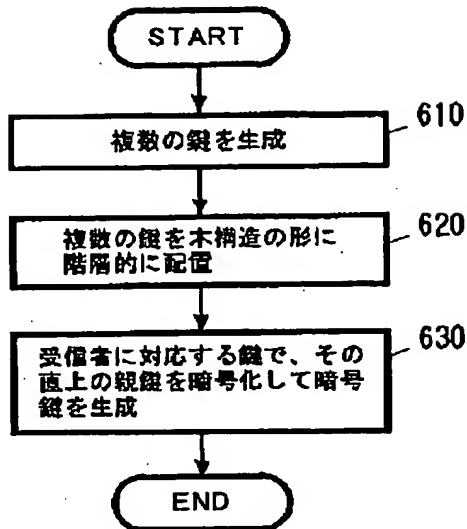 START
複数の鍵を生成
610
複数の鍵を木構造の形に
階層的に配置
620
受信者に対応する鍵で、その
直上の親鍵を暗号化して暗号
鍵を生成
630
END